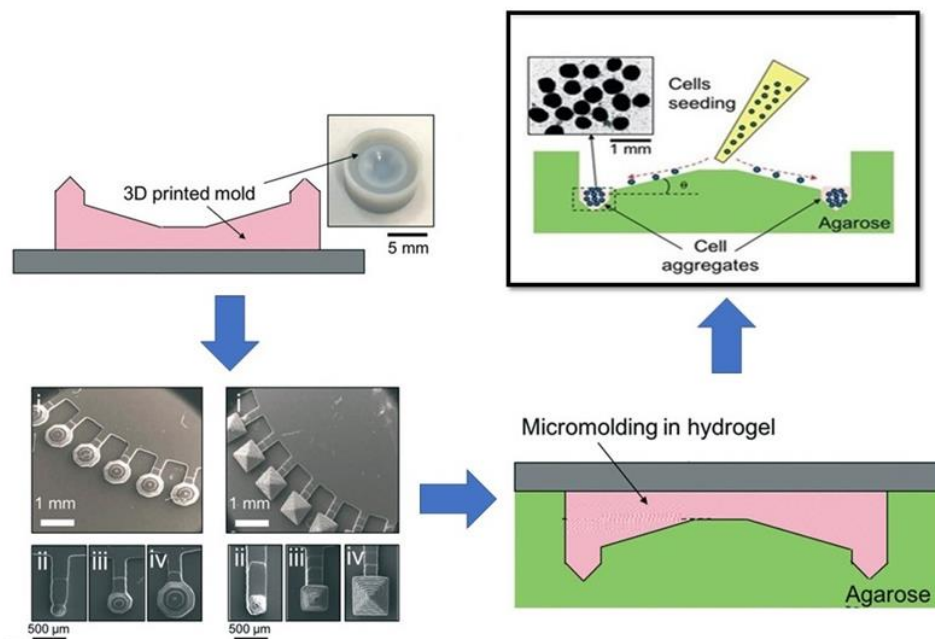 3D printed mold
5 mm
i
1 mm
ii
iii
iv
500 µm
i
1 mm
ii
iii
iv
500 µm
Micromolding in hydrogel
Agarose
Cells
seeding
1 mm
θ
Agarose
Cell
aggregates